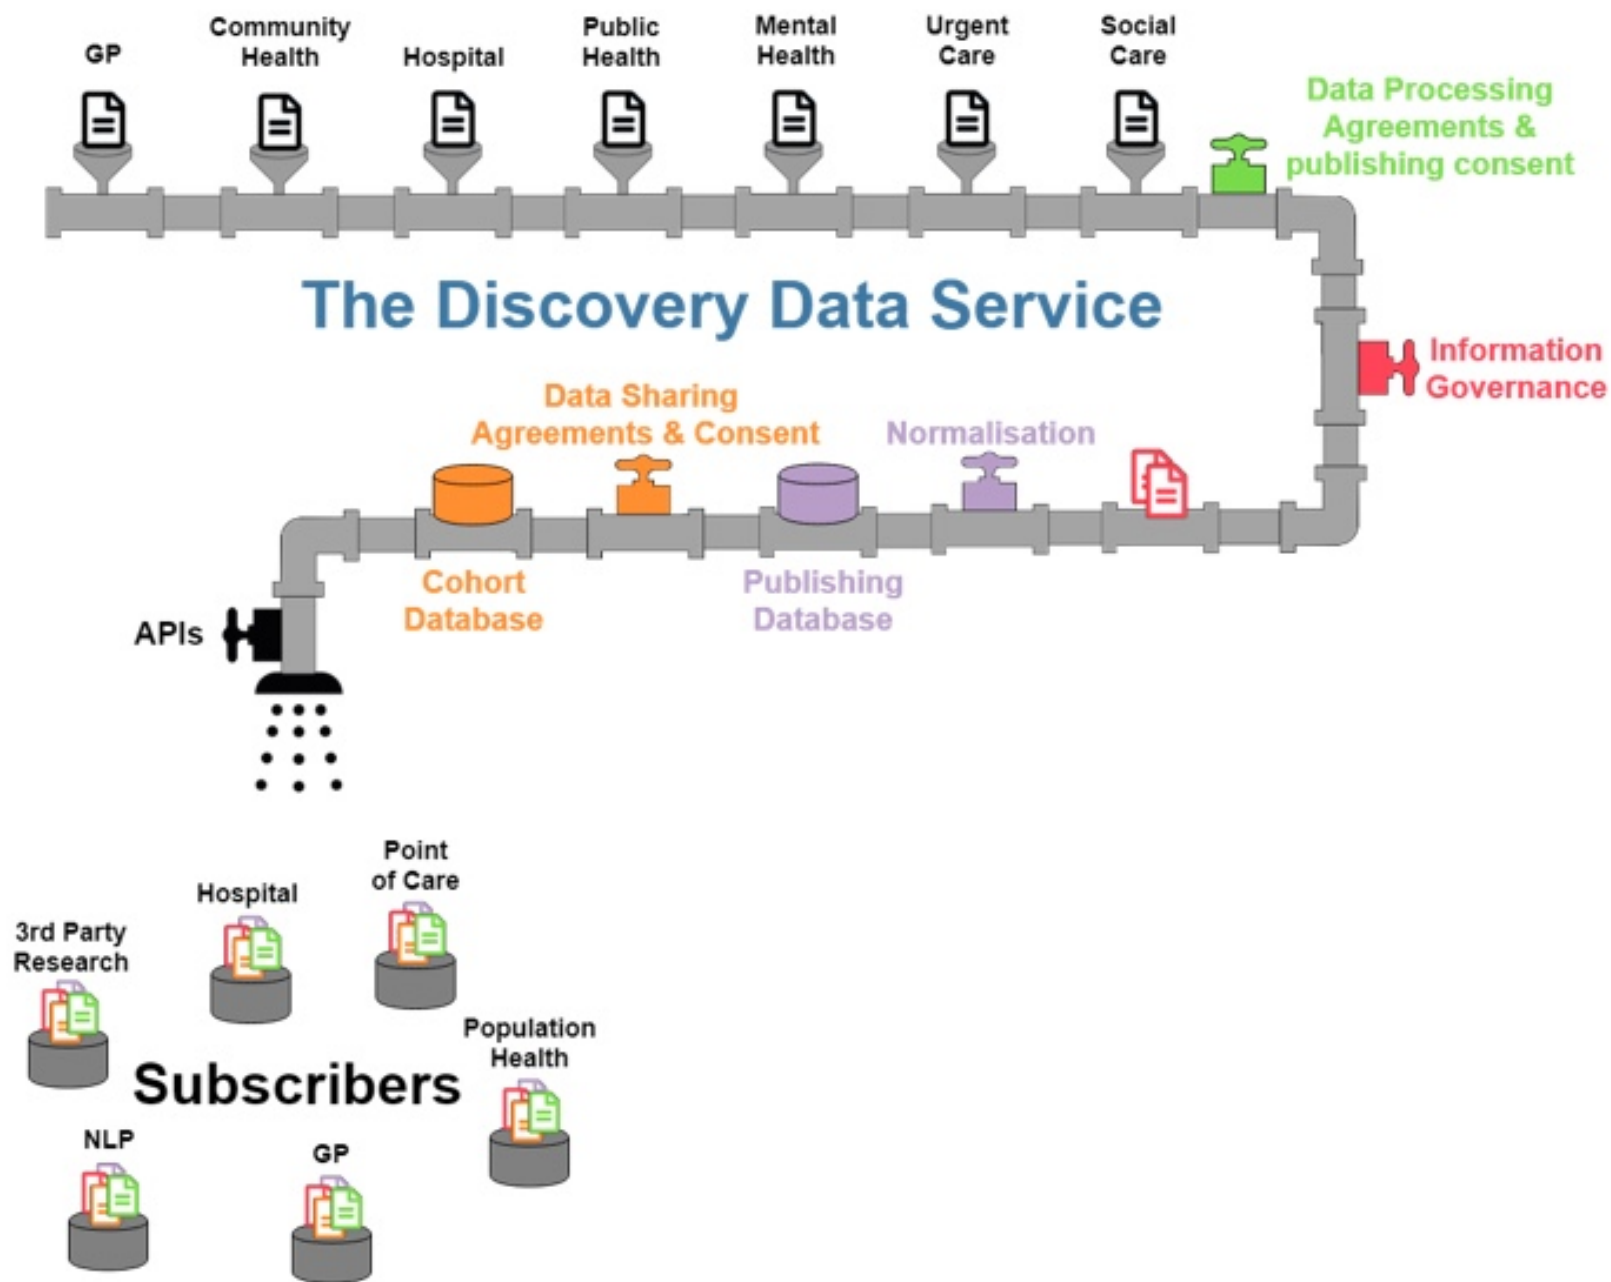 GP
Community
Health
Hospital
Public
Health
Mental
Health
Urgent
Care
Social
Care
Data Processing
Agreements &
publishing consent
The Discovery Data Service
Information
Governance
Data Sharing
Agreements & Consent
Normalisation
Cohort
Database
Publishing
Database
APIs
Point
of Care
Hospital
3rd Party
Research
Population
Health
Subscribers
NLP
GP